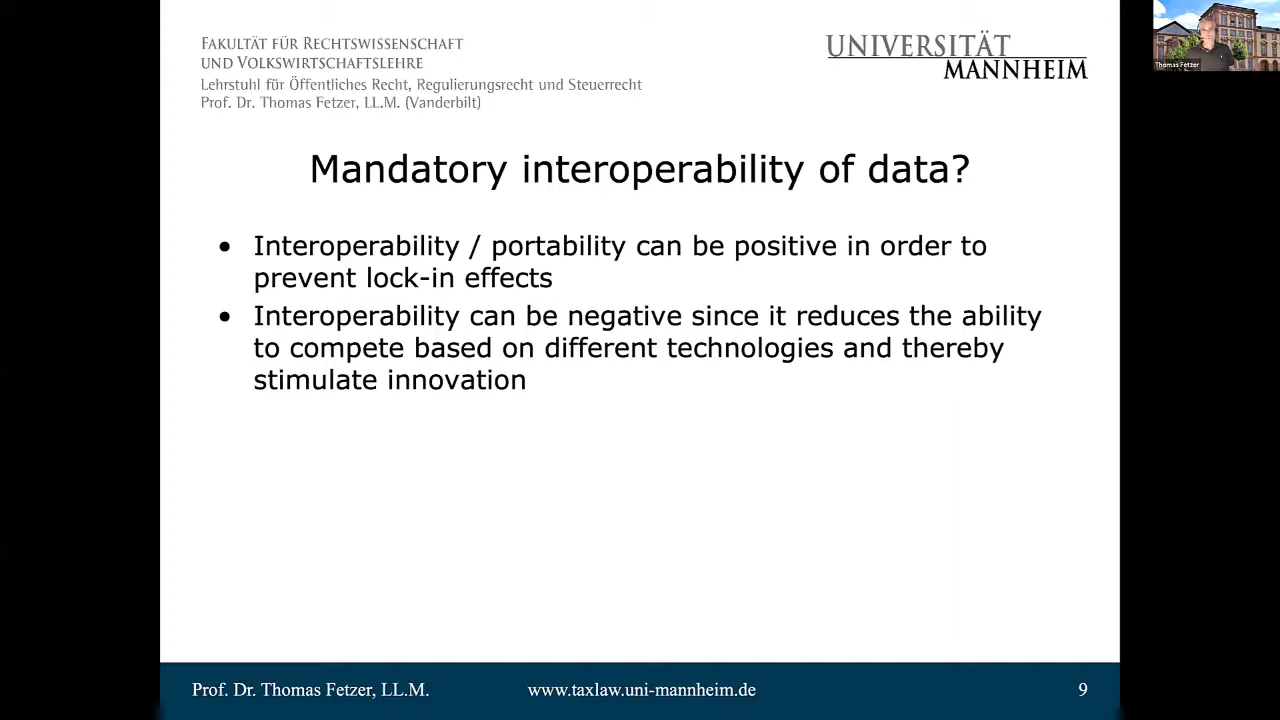 FAKULTÄT FÜR RECHTSWISSENSCHAFT
UND VOLKSWIRTSCHAFTSLEHRE
Lehrstuhl für Öffentliches Recht, Regulierungsrecht und Steuerrecht
Prof. Dr. Thomas Fetzer, LL.M. (Vanderbilt)
UNIVERSITÄT
MANNHEIM
Thomas Fetzer
Mandatory interoperability of data?
• Interoperability / portability can be positive in order to
prevent lock-in effects
• Interoperability can be negative since it reduces the ability
to compete based on different technologies and thereby
stimulate innovation
Prof. Dr. Thomas Fetzer, LL.M.
www.taxlaw.uni-mannheim.de
9